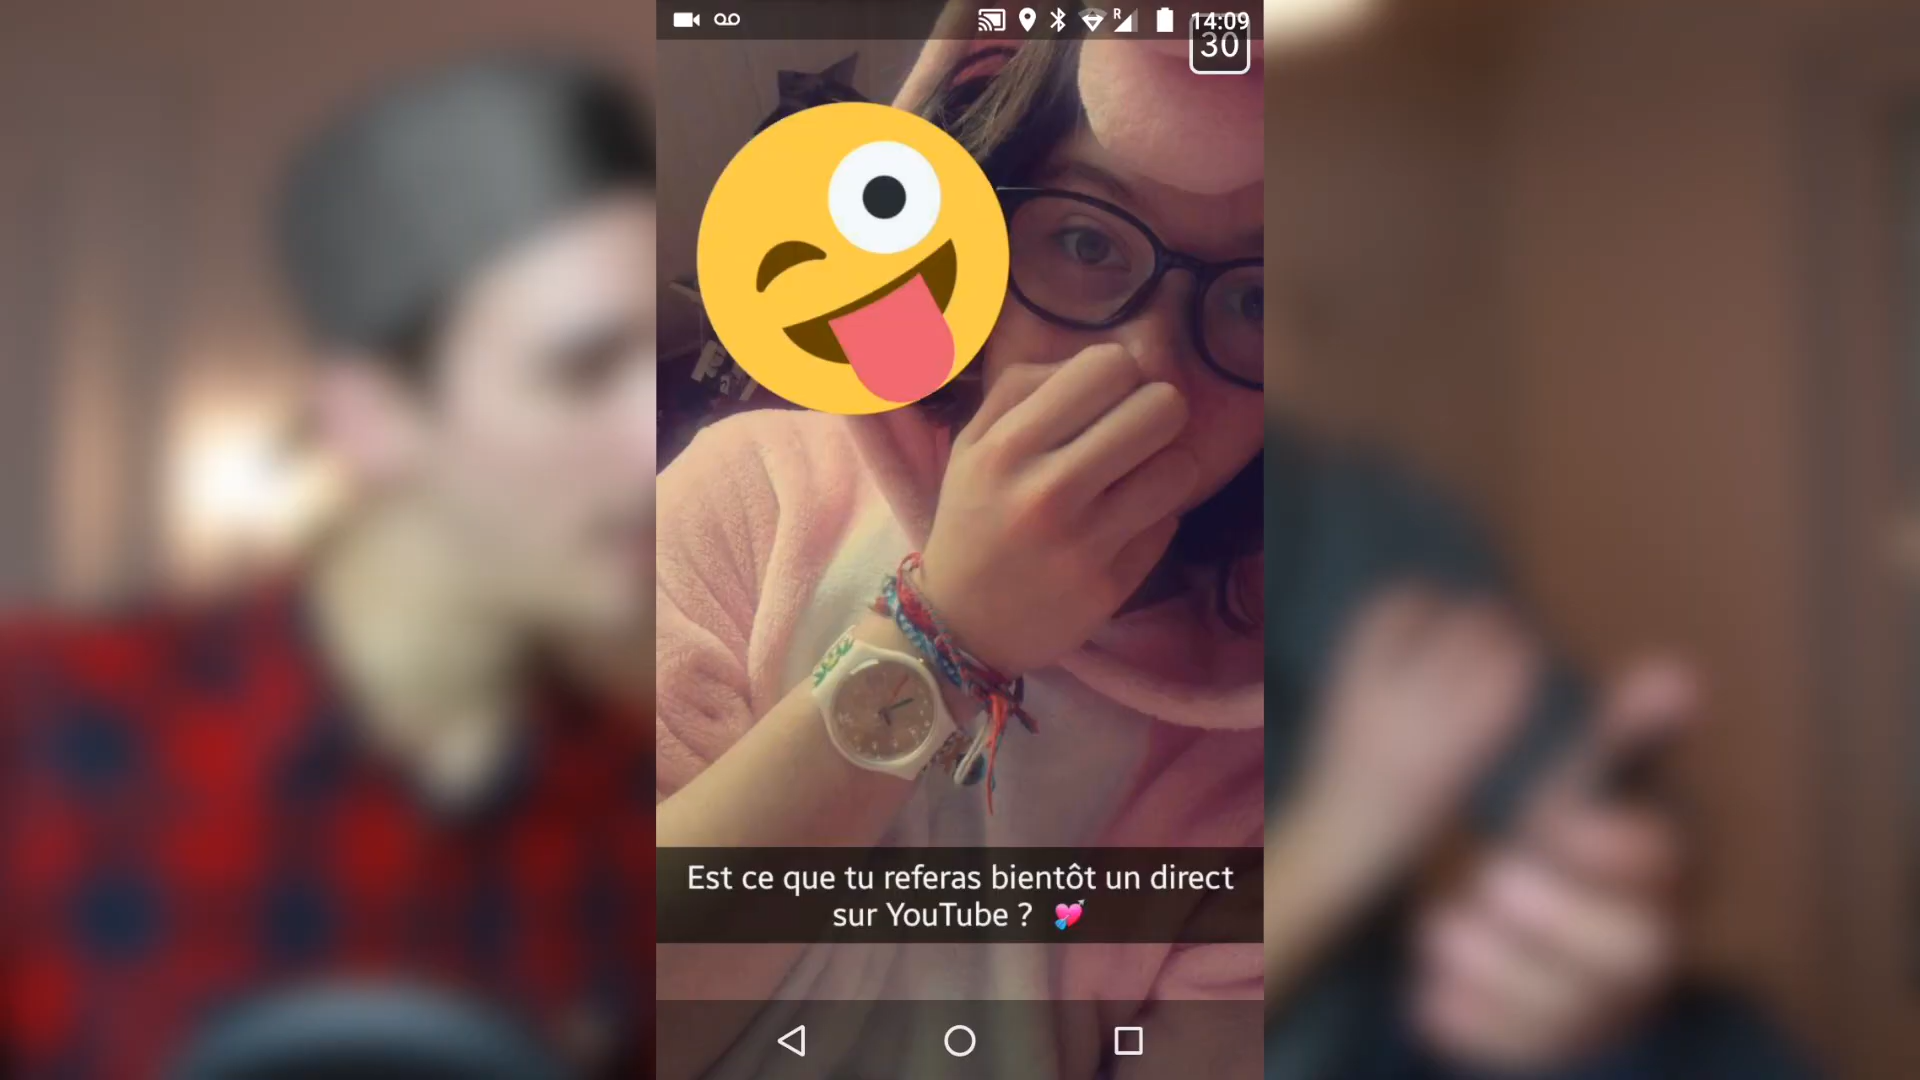 R
14:09
30
Est ce que tu referas bientôt un direct
sur YouTube ? 💘